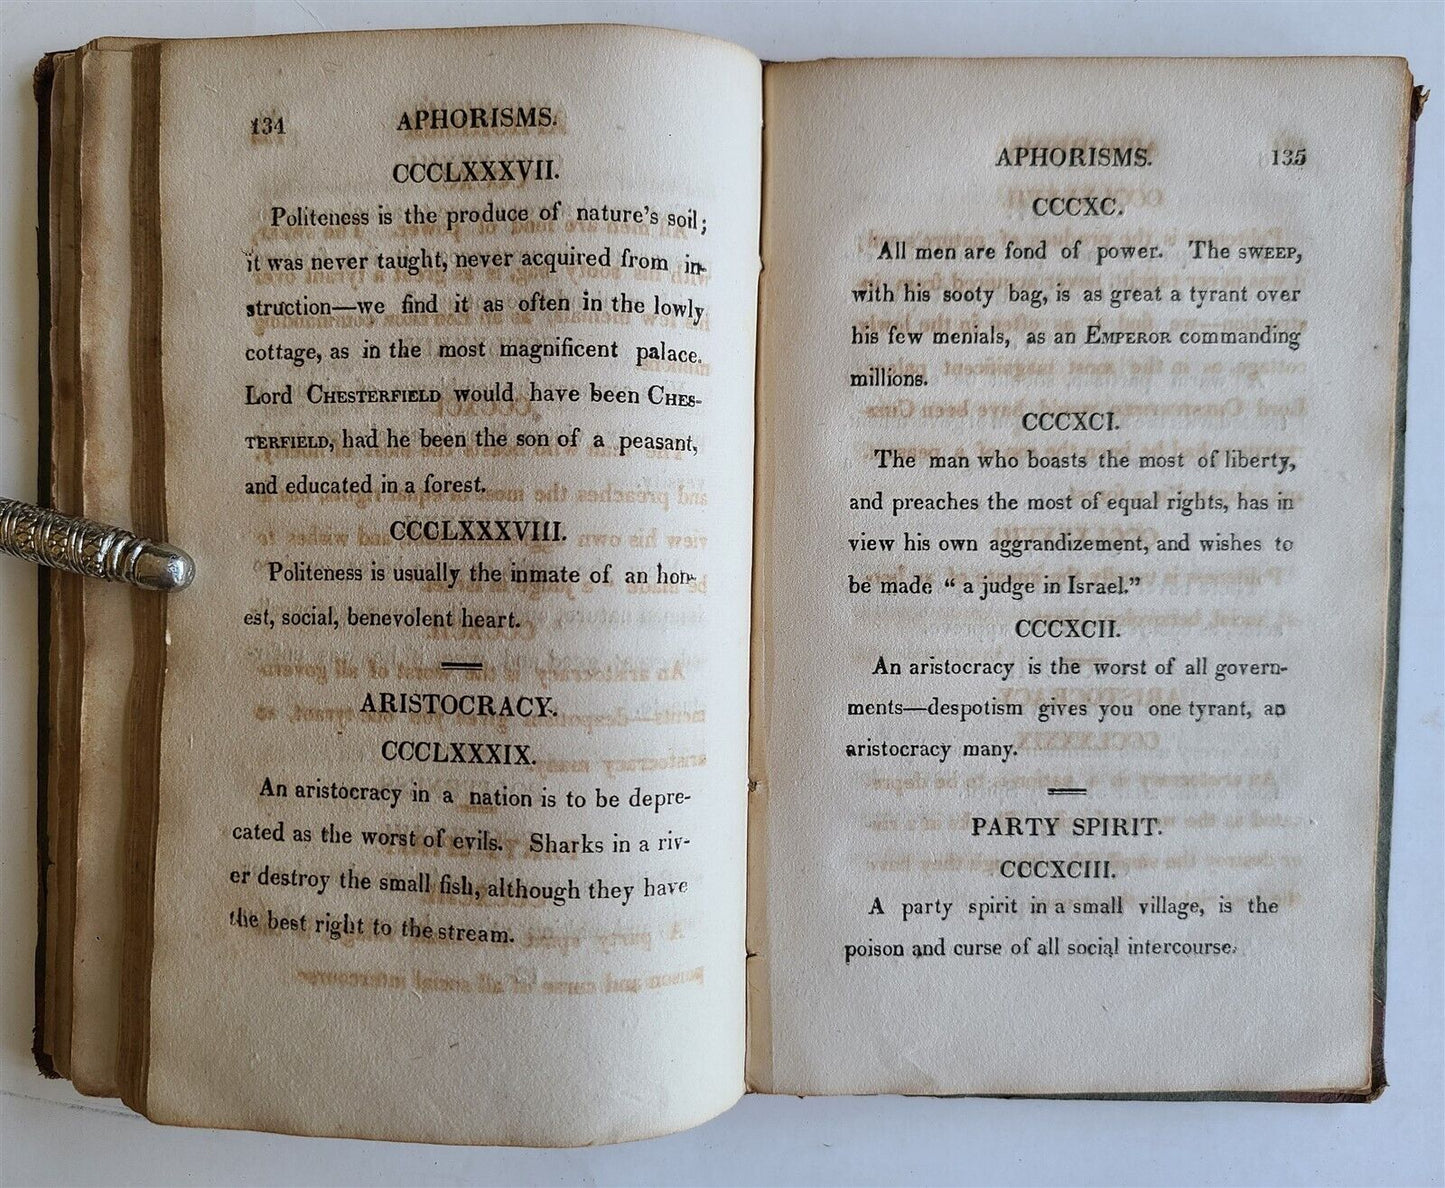 134 APHORISMS.
CCCLXXXVII.
Politeness is the produce of nature's soil;
it was never taught, never acquired from in-
struction—we find it as often in the lowly
cottage, as in the most magnificent palace.
Lord CHESTERFIELD would have been CHES-
TERFIELD, had he been the son of a peasant,
and educated in a forest.
CCCLXXXVIII.
Politeness is usually the inmate of an hon-
est, social, benevolent heart.
ARISTOCRACY.
CCCLXXXIX.
An aristocracy in a nation is to be depre-
cated as the worst of evils. Sharks in a riv-
er destroy the small fish, although they have
the best right to the stream.
APHORISMS. 135
CCCXC.
All men are fond of power. The SWEEP,
with his sooty bag, is as great a tyrant over
his few menials, as an EMPEROR commanding
millions.
CCCXCI.
The man who boasts the most of liberty,
and preaches the most of equal rights, has in
view his own aggrandizement, and wishes to
be made “ a judge in Israel.”
CCCXCII.
An aristocracy is the worst of all govern-
ments—despotism gives you one tyrant, an
aristocracy many.
PARTY SPIRIT.
CCCXCIII.
A party spirit in a small village, is the
poison and curse of all social intercourse.